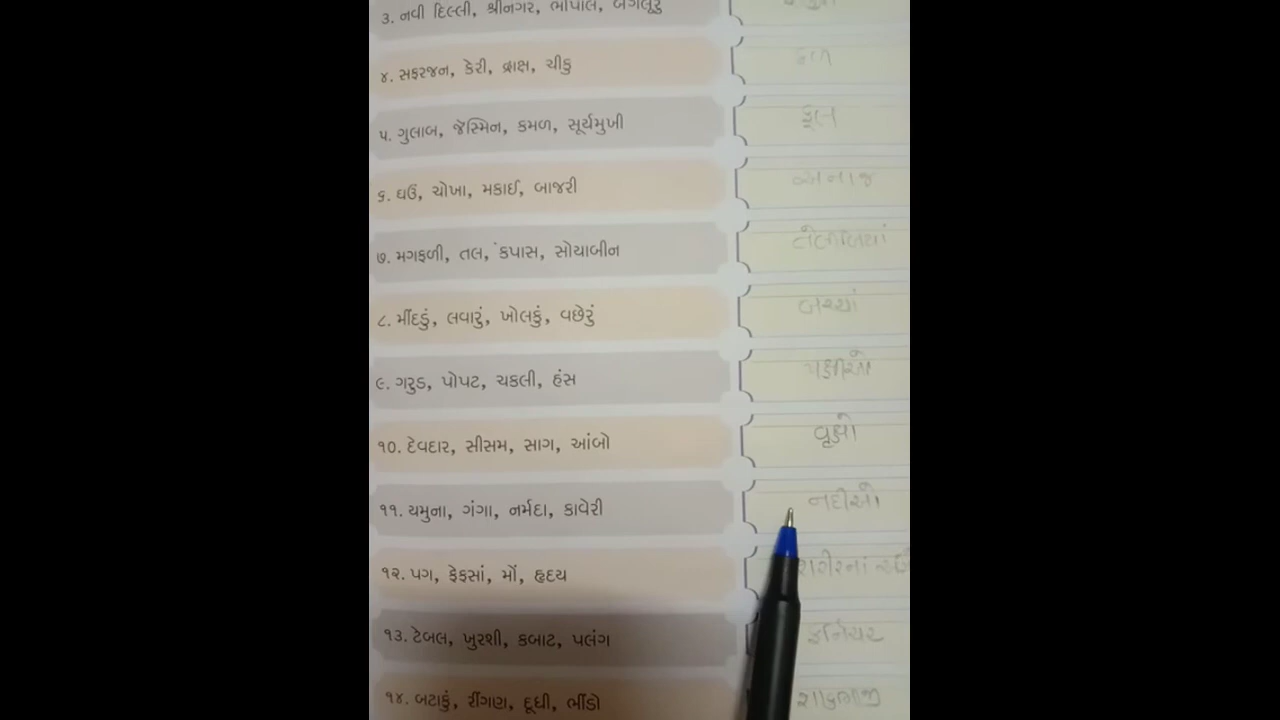 ૩. નવી દિલ્લી, શ્રીનગર, ભોપાલ, બેંગલૂરુ
૪. સફરજન, કેરી, દ્રાક્ષ, ચીકુ ફળ
૫. ગુલાબ, જેસ્મિન, કમળ, સૂર્યમુખી ફૂલ
૬. ઘઉં, ચોખા, મકાઈ, બાજરી અનાજ
૭. મગફળી, તલ, કપાસ, સોયાબીન તેલીબિયાં
૮. મીંદડું, લવારું, ખોલકું, વછેરું બચ્ચાં
૯. ગરુડ, પોપટ, ચકલી, હંસ પક્ષીઓ
૧૦. દેવદાર, સીસમ, સાગ, આંબો વૃક્ષો
૧૧. યમુના, ગંગા, નર્મદા, કાવેરી નદીઓ
૧૨. પગ, ફેફસાં, મોં, હૃદય શરીરનાં
૧૩. ટેબલ, ખુરશી, કબાટ, પલંગ ફર્નિચર
૧૪. બટાકું, રીંગણ, દૂધી, ભીંડો શાકભાજી